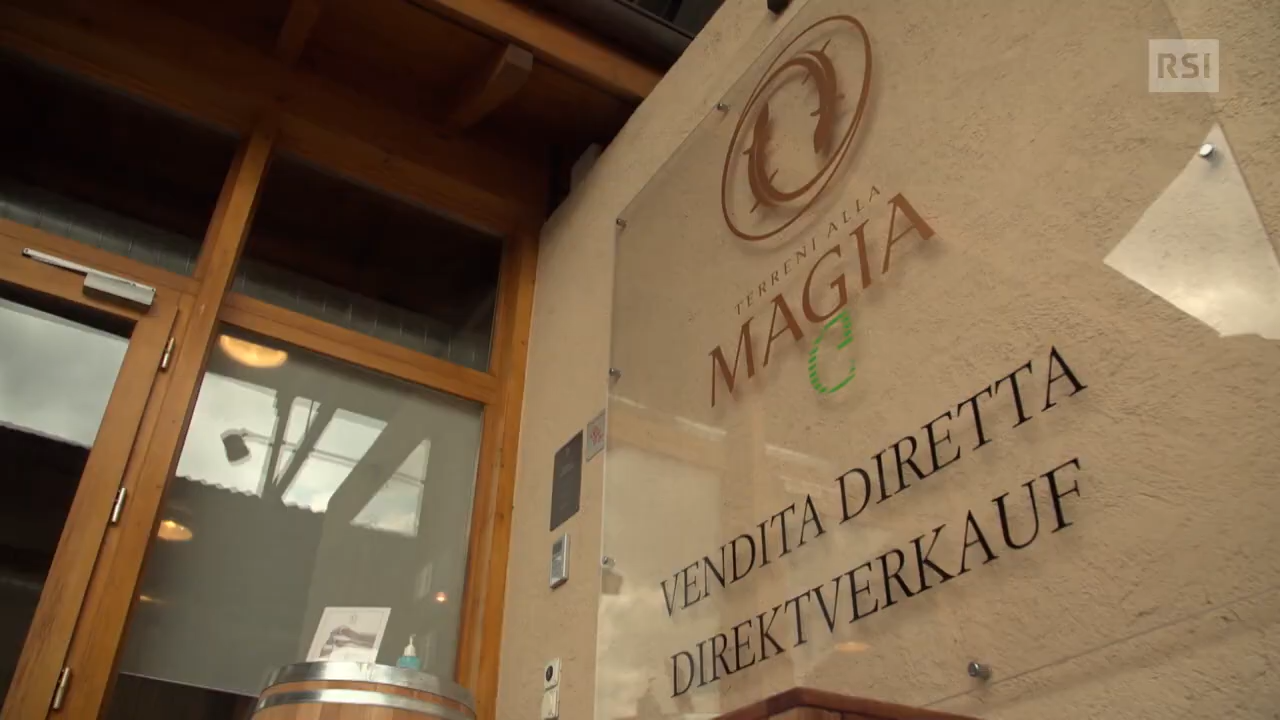 RSI
TERRENI ALLA
MAGIA
C
VENDITA DIRETTA
DIREKTVERKAUF